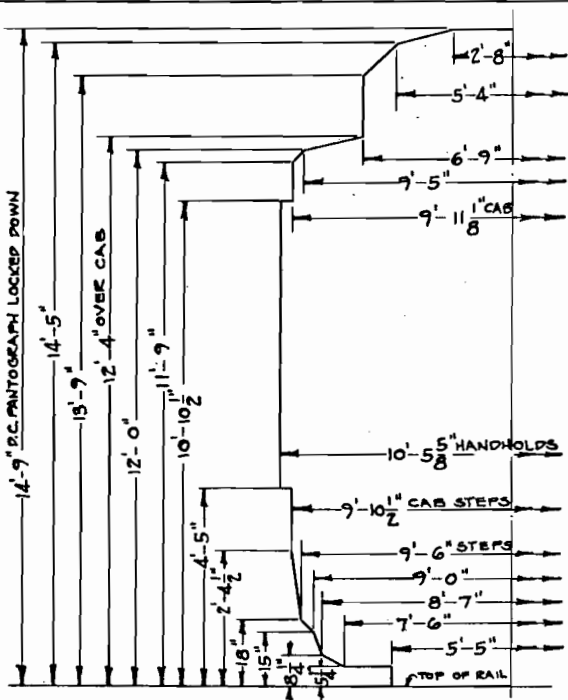 2'-8"
5'-4"
6'-9"
9'-5"
9'-11 1/8" CAB
14'-9" D.C. PANTOGRAPH LOCKED DOWN
14'-5"
13'-9"
12'-4" OVER CAB
12'-0"
11'-9"
10'-10 1/2"
10'-5 5/8" HANDHOLDS
4'-5"
9'-10 1/2" CAB STEPS
2'-4 1/2"
9'-6" STEPS
9'-0"
8'-7"
7'-6"
18"
15"
8 1/4"
5 1/4"
5'-5"
TOP OF RAIL